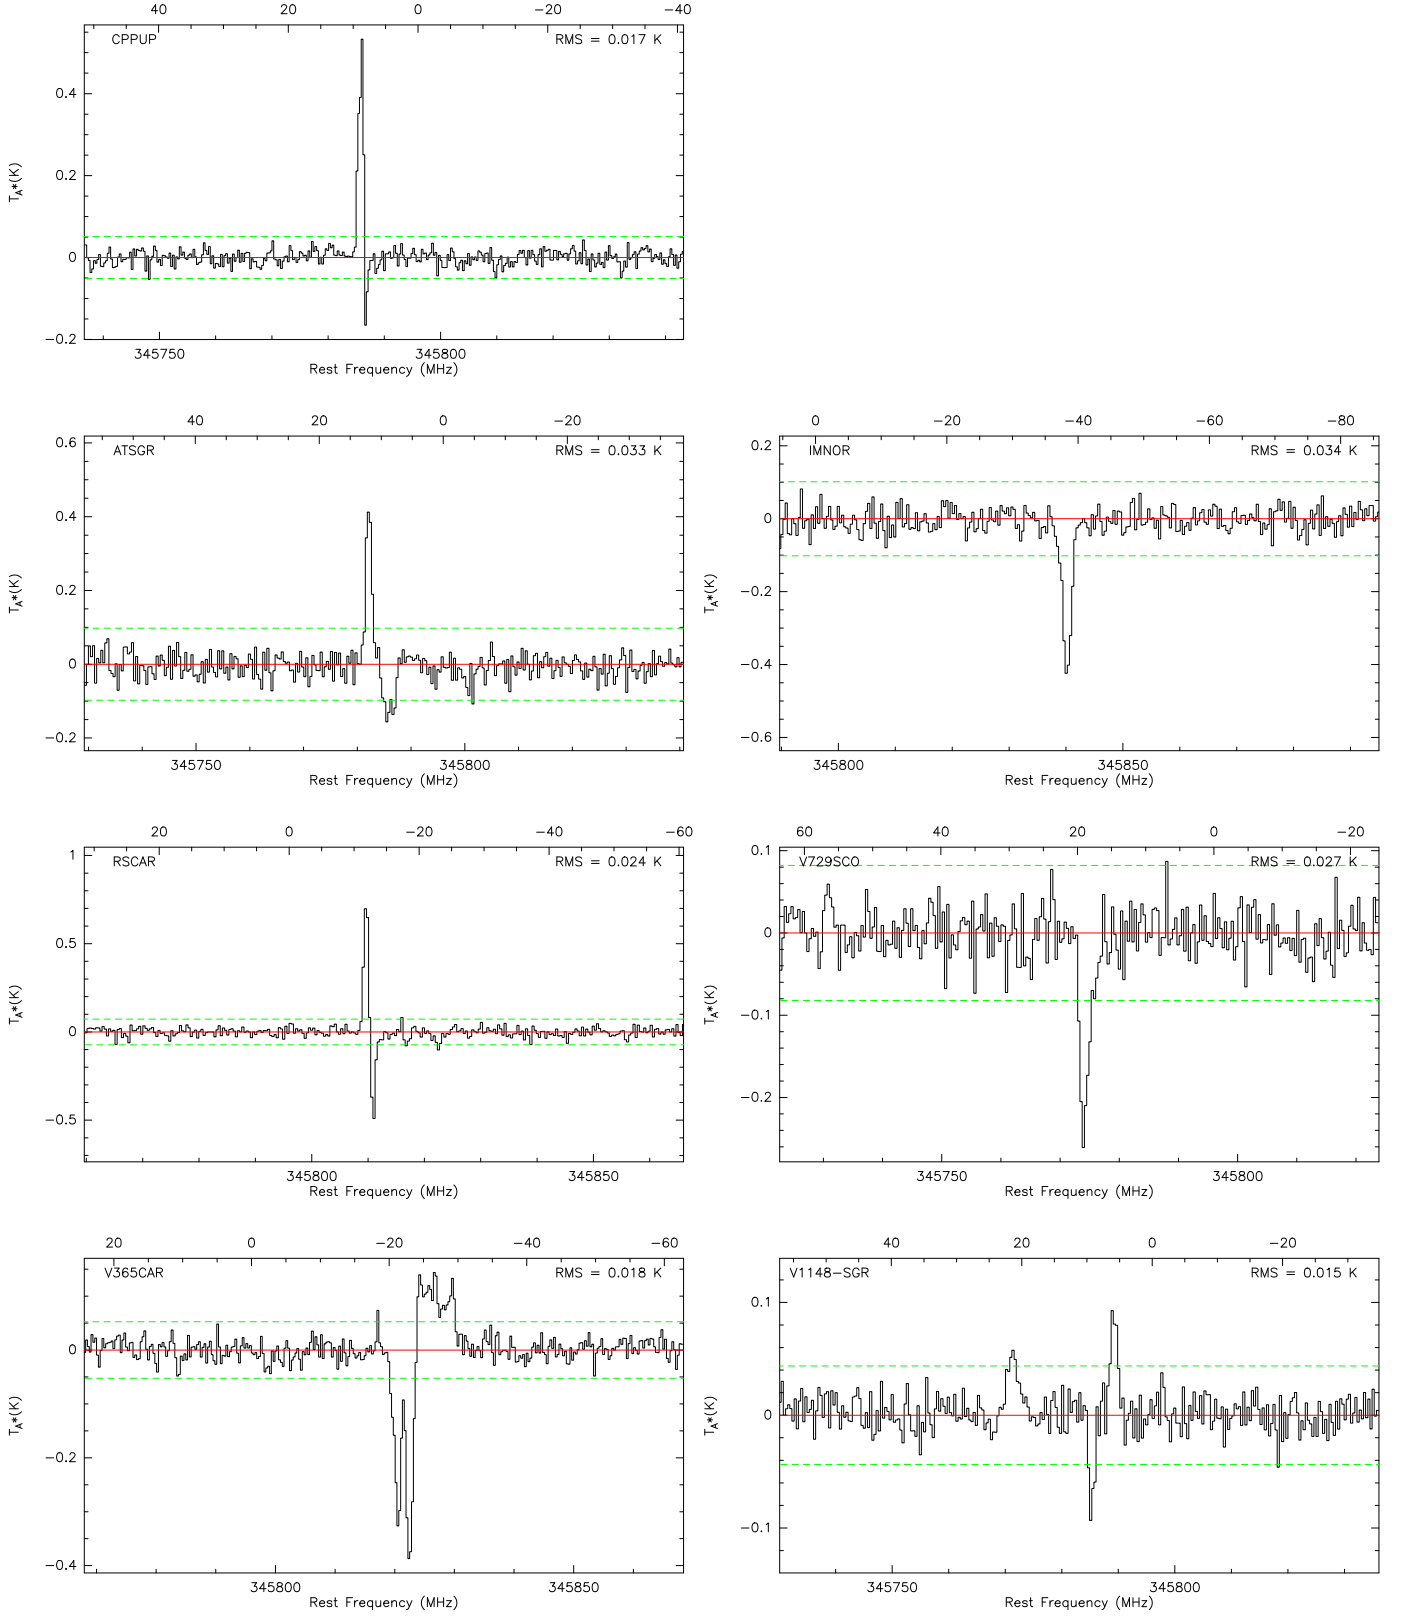 40 20 0 −20 −40
CPPUP RMS = 0.017 K
0.4
0.2
0
−0.2
T_A*(K)
345750 345800
Rest Frequency (MHz)
40 20 0 −20
ATSGR RMS = 0.033 K
0.6
0.4
0.2
0
−0.2
T_A*(K)
345750 345800
Rest Frequency (MHz)
0 −20 −40 −60 −80
IMNOR RMS = 0.034 K
0.2
0
−0.2
−0.4
−0.6
T_A*(K)
345800 345850
Rest Frequency (MHz)
20 0 −20 −40 −60
RSCAR RMS = 0.024 K
1
0.5
0
−0.5
T_A*(K)
345800 345850
Rest Frequency (MHz)
60 40 20 0 −20
V729SCO RMS = 0.027 K
0.1
0
−0.1
−0.2
T_A*(K)
345750 345800
Rest Frequency (MHz)
20 0 −20 −40 −60
V365CAR RMS = 0.018 K
0
−0.2
−0.4
T_A*(K)
345800 345850
Rest Frequency (MHz)
40 20 0 −20
V1148−SGR RMS = 0.015 K
0.1
0
−0.1
T_A*(K)
345750 345800
Rest Frequency (MHz)